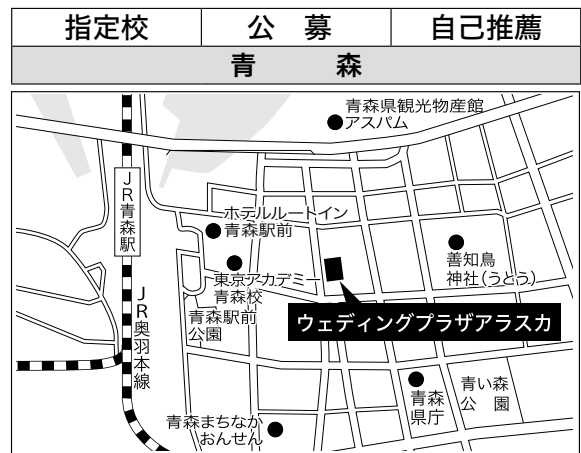 指定校 公 募 自己推薦
青 森
青森県観光物産館
アスパム
JR青森駅
ホテルルートイン
青森駅前
東京アカデミー
青森校
善知鳥
神社(うとう)
青森駅前
公園
JR奥羽本線
ウェディングプラザアラスカ
青森
県庁
青い森
公 園
青森まちなか
おんせん